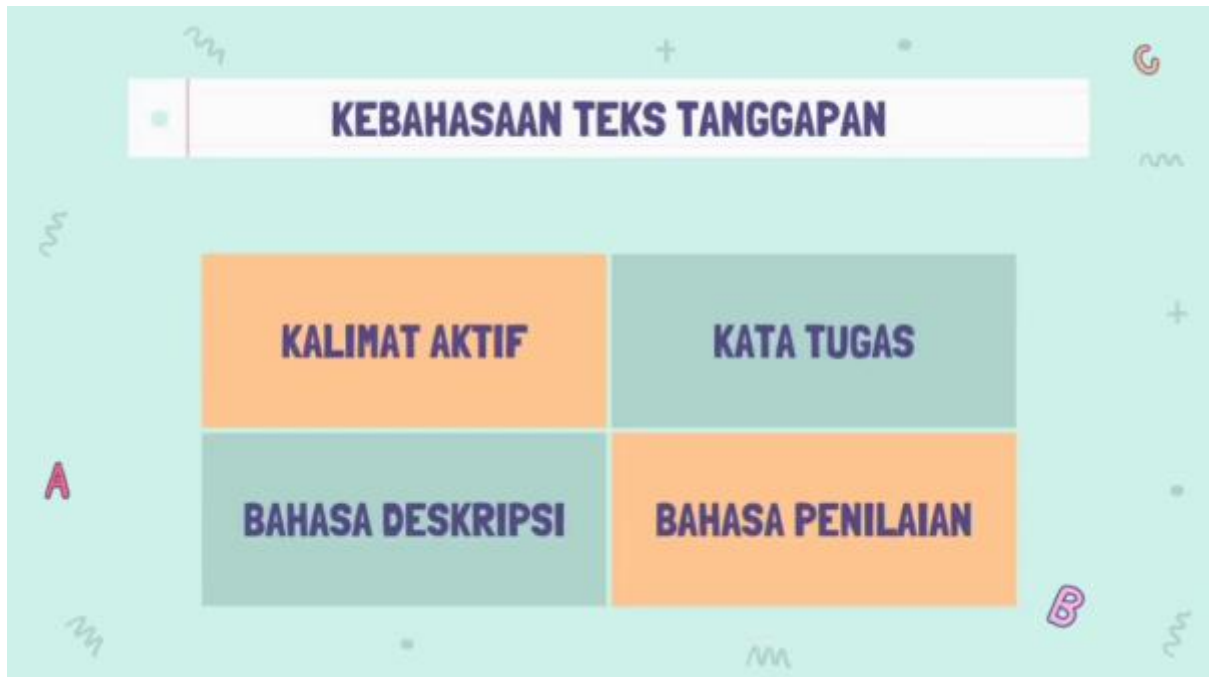 KEBAHASAAN TEKS TANGGAPAN
KALIMAT AKTIF
KATA TUGAS
BAHASA DESKRIPSI
BAHASA PENILAIAN
C
A
B